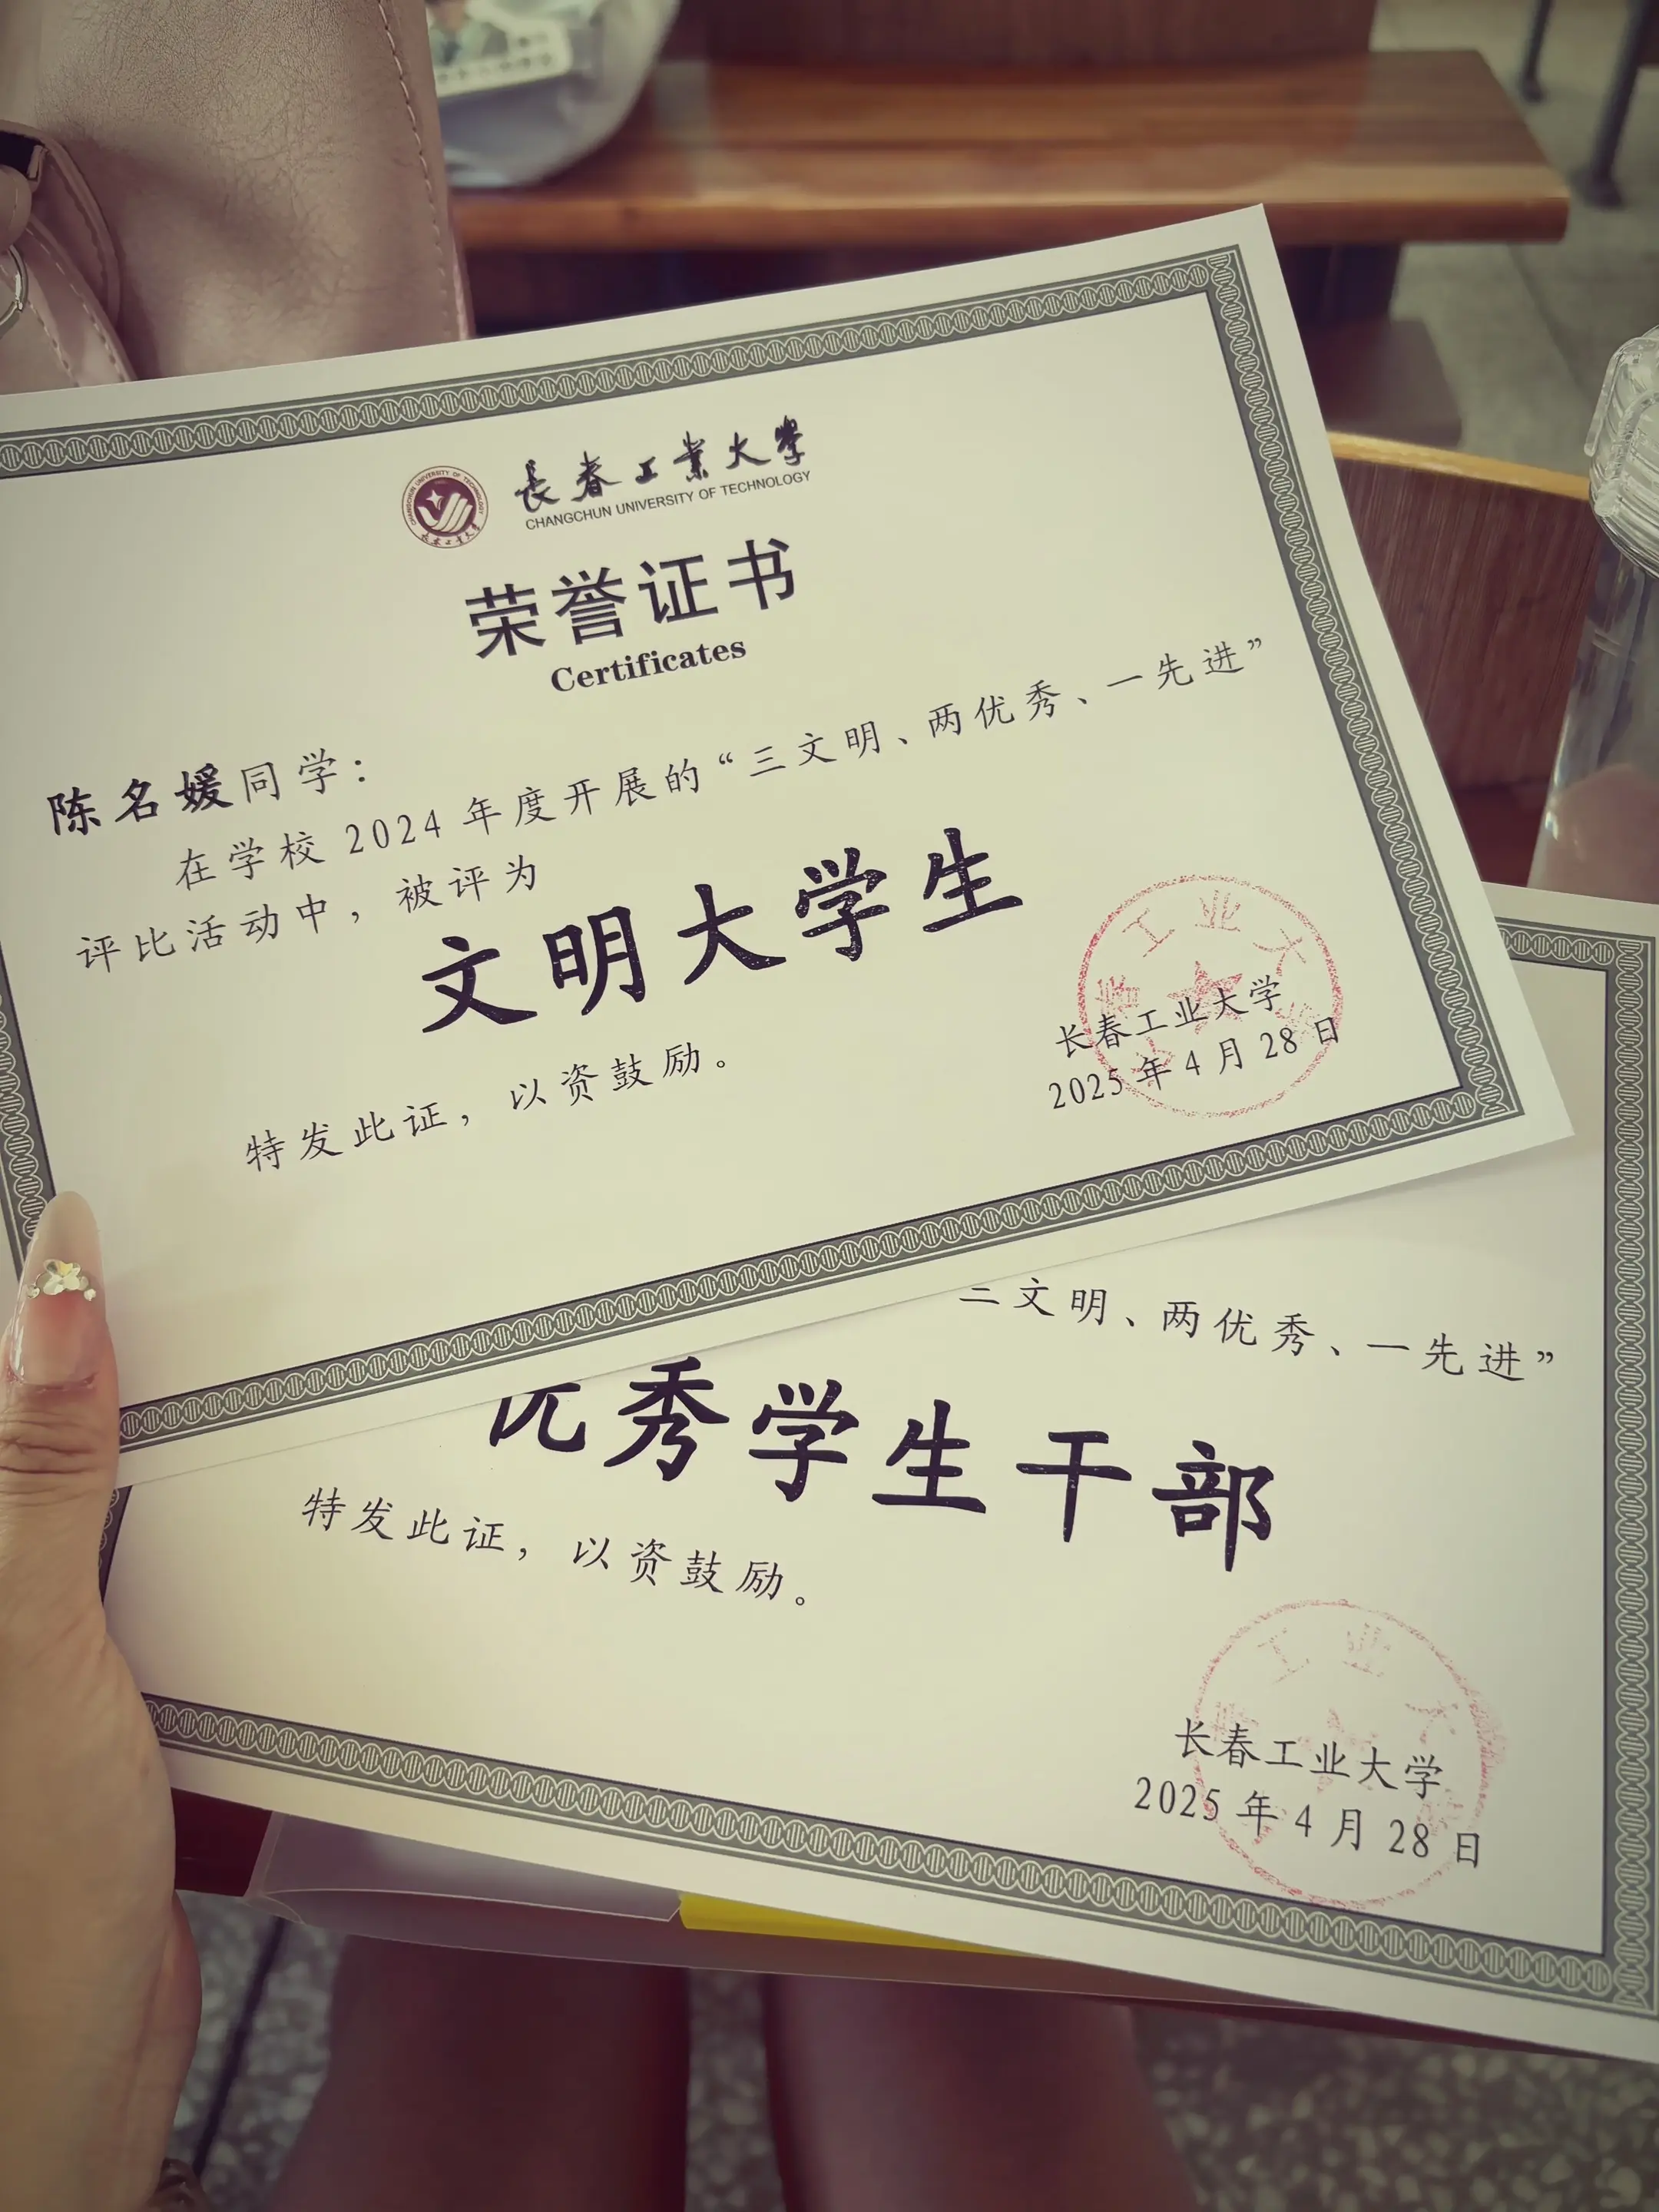 長春工業大學
CHANGCHUN UNIVERSITY OF TECHNOLOGY
荣誉证书
Certificates
陈名媛同学：
在学校 2024 年度开展的“三文明、两优秀、一先进”
评比活动中，被评为
文明大学生
特发此证，以资鼓励。
长春工业大学
2025 年 4 月 28 日
三文明、两优秀、一先进”
优秀学生干部
特发此证，以资鼓励。
长春工业大学
2025 年 4 月 28 日